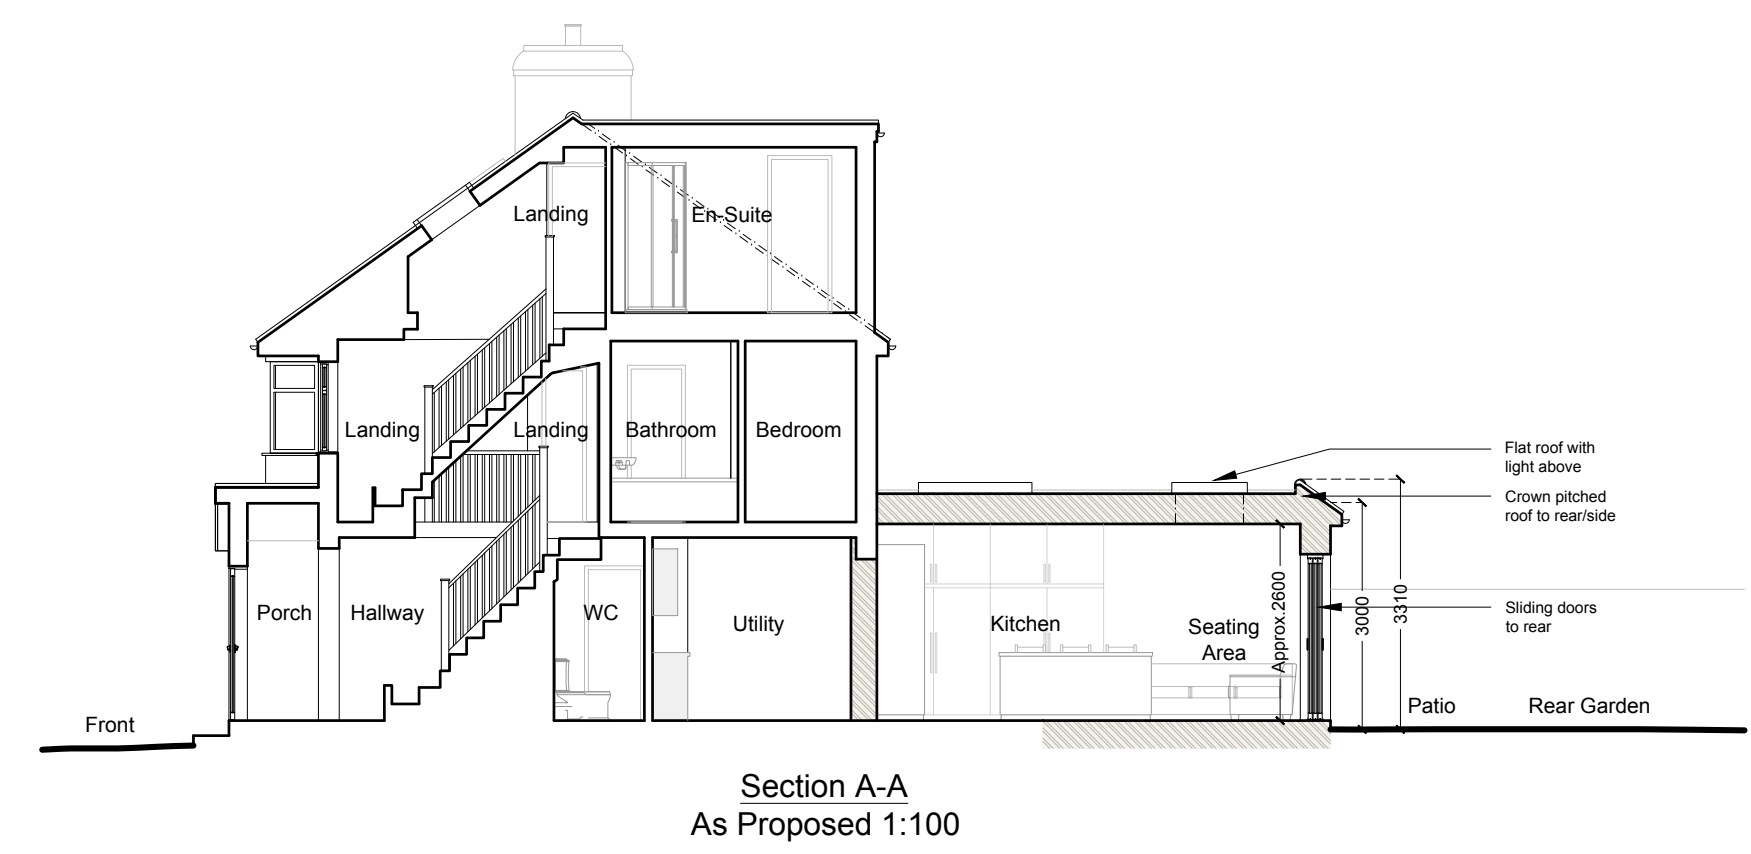 Landing
En-Suite
Landing
Landing
Bathroom
Bedroom
Flat roof with
light above
Crown pitched
roof to rear/side
Porch
Hallway
WC
Utility
Kitchen
Seating
Area
Approx.2600
3000
3310
Sliding doors
to rear
Front
Patio
Rear Garden
Section A-A
As Proposed 1:100